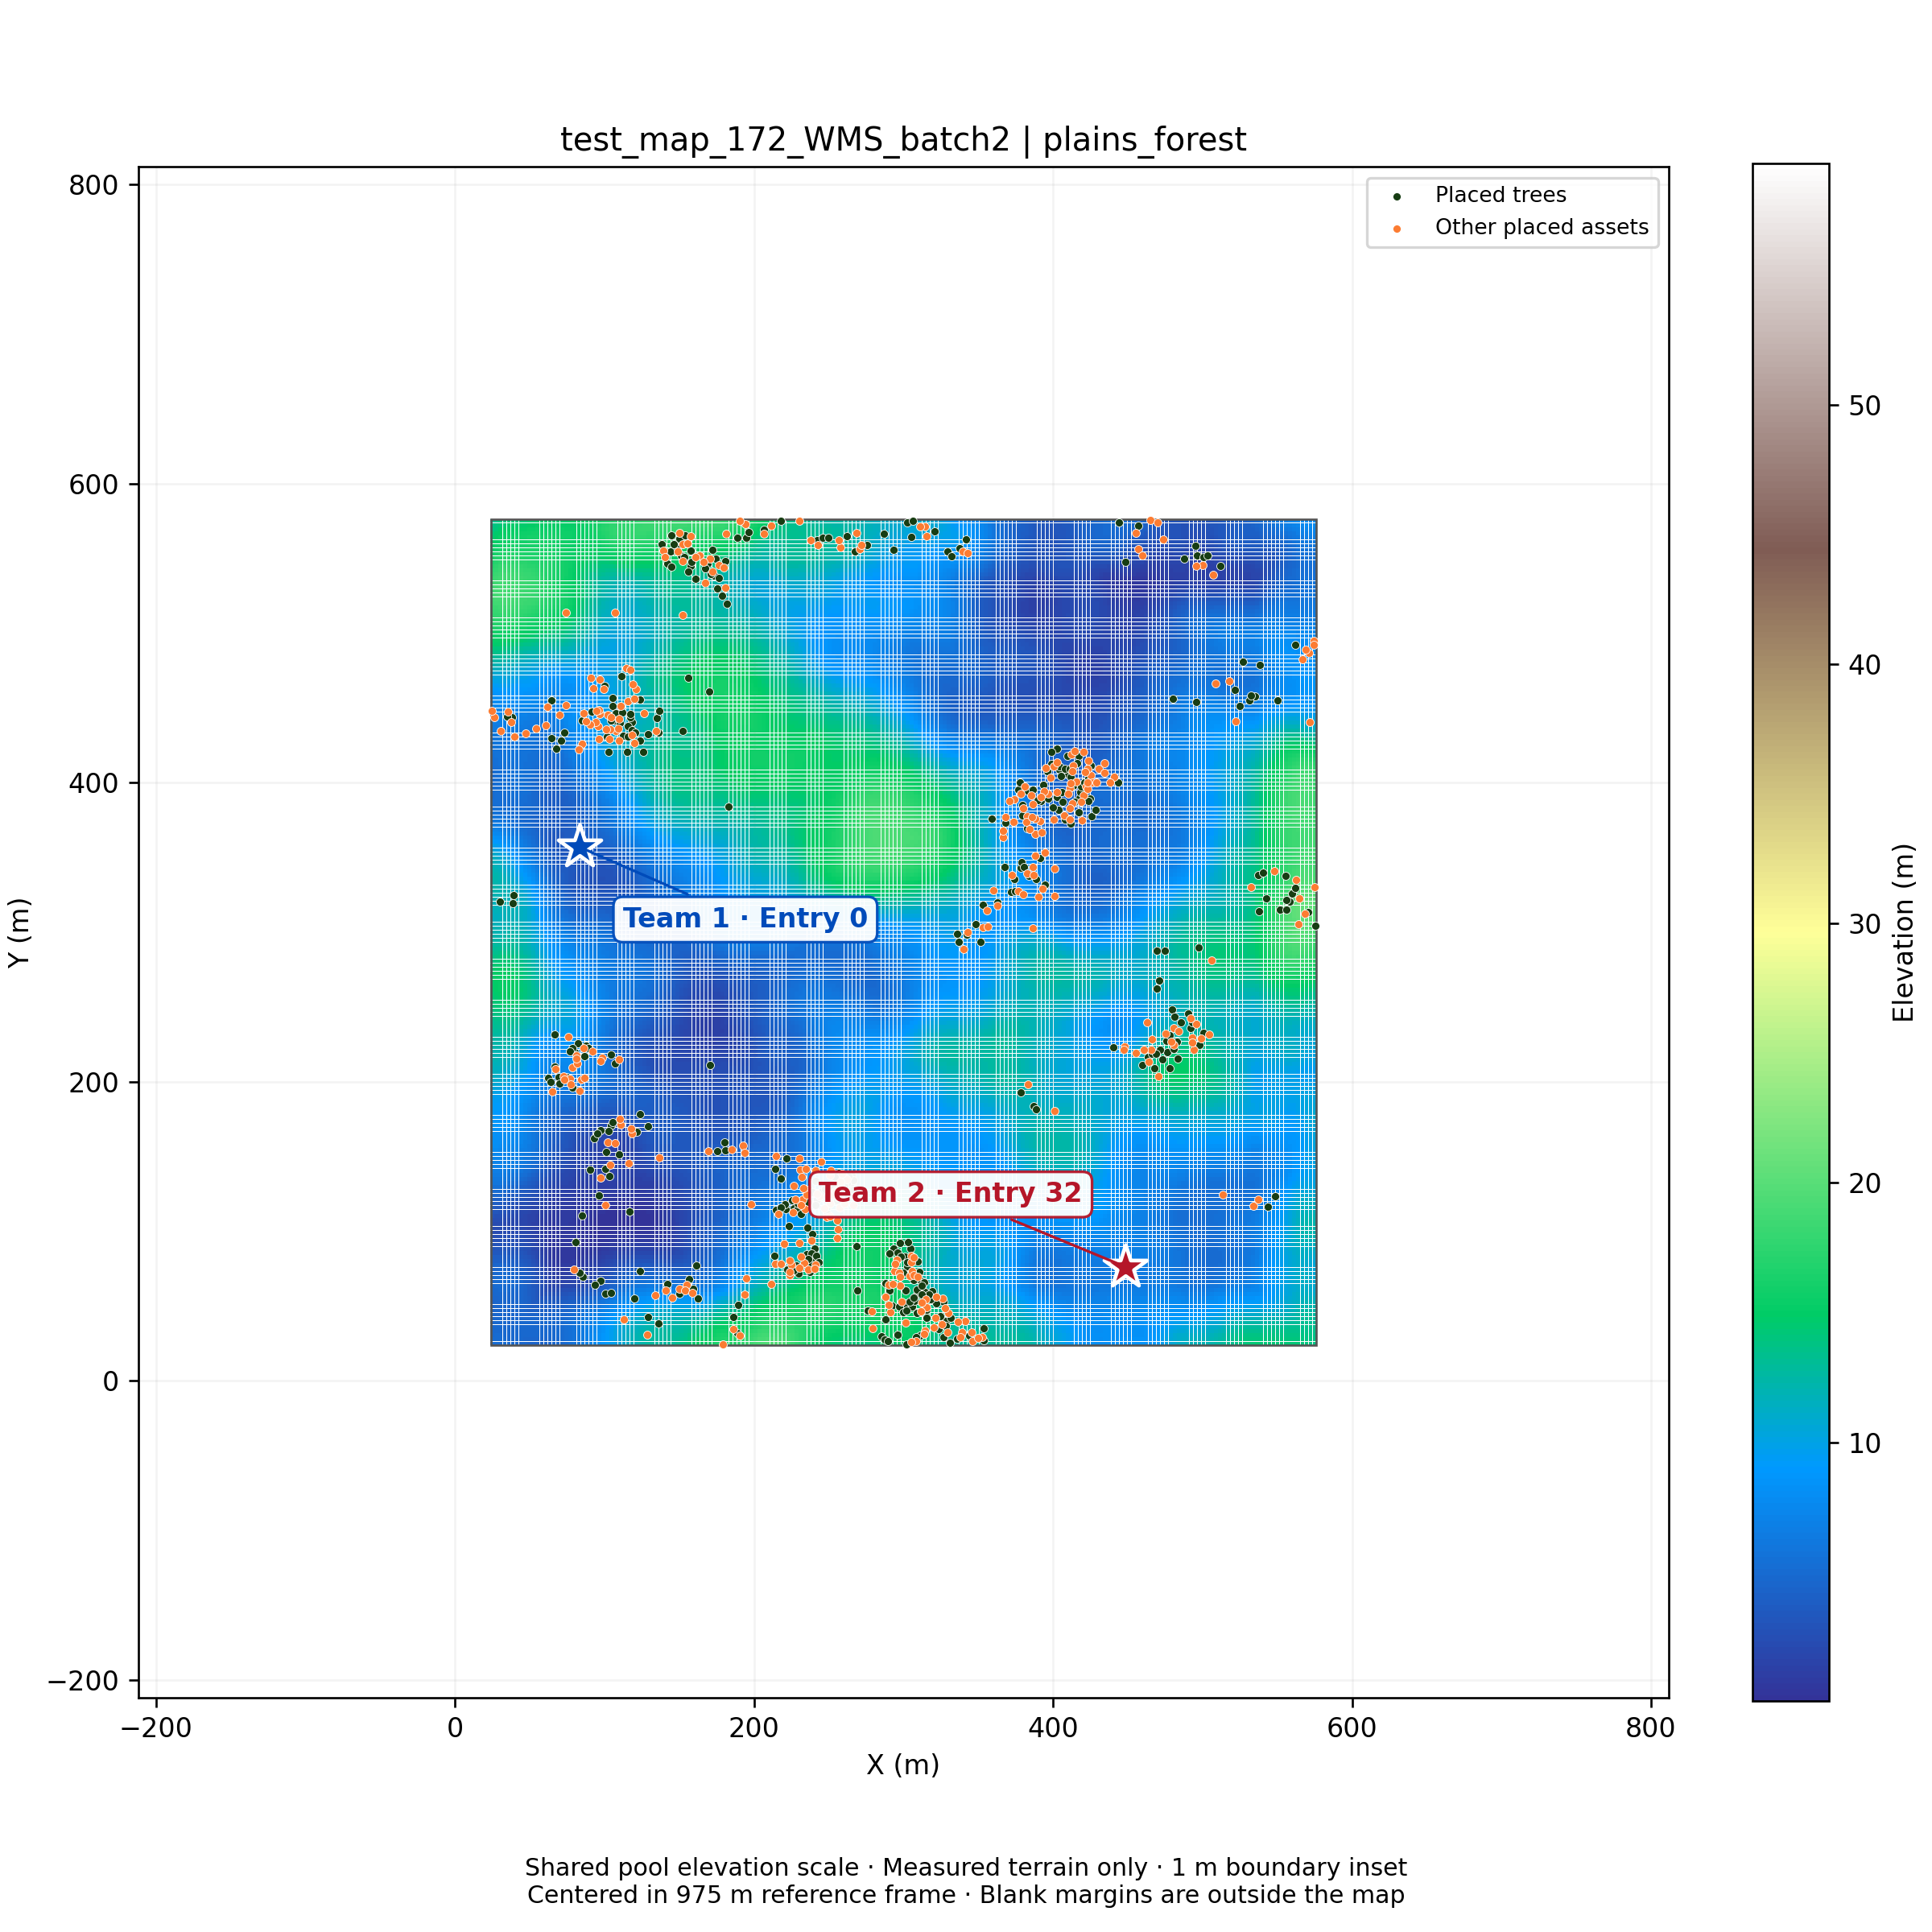 test_map_172_WMS_batch2 | plains_forest
Placed trees
Other placed assets
800
600
400
200
0
−200
Y (m)
−200
0
200
400
600
800
X (m)
Team 1 · Entry 0
Team 2 · Entry 32
50
40
30
20
10
Elevation (m)
Shared pool elevation scale · Measured terrain only · 1 m boundary inset
Centered in 975 m reference frame · Blank margins are outside the map